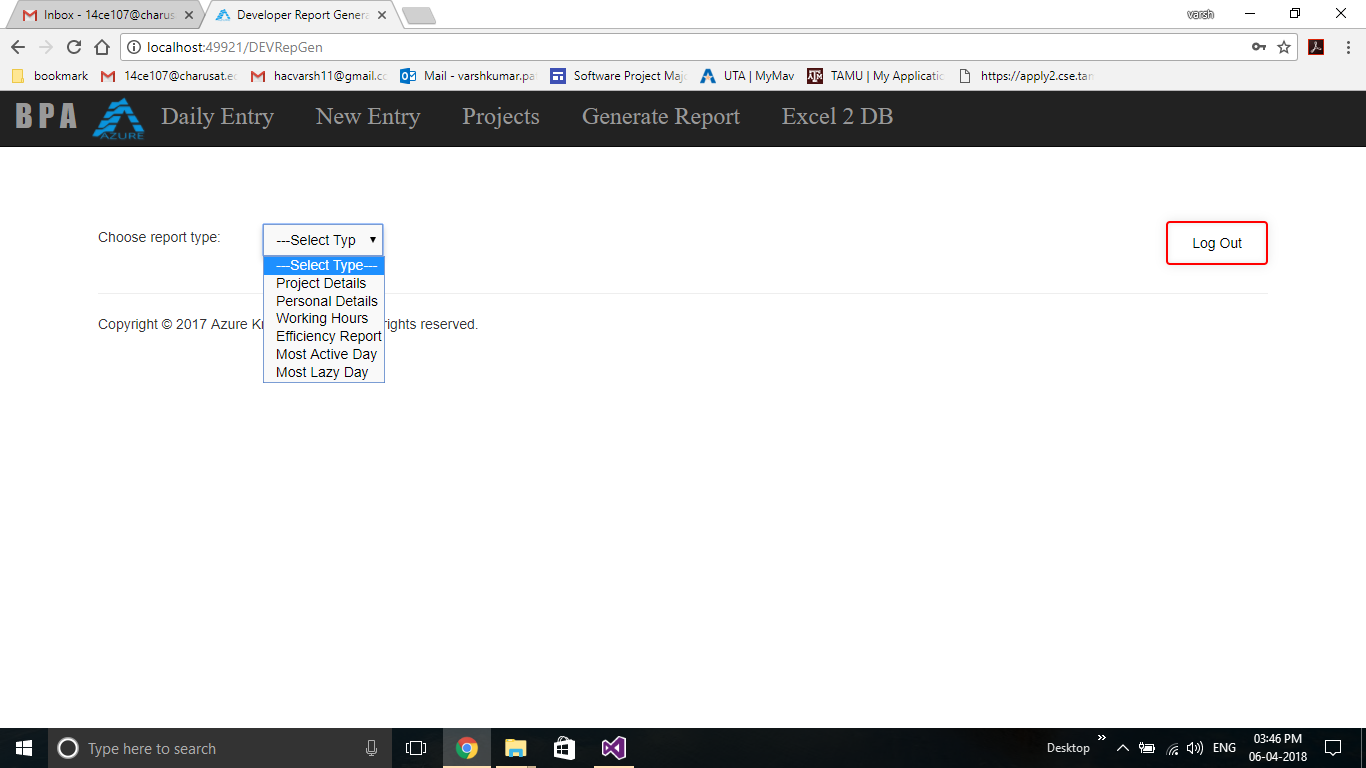 Inbox - 14ce107@charus
Developer Report Genera
varsh
localhost:49921/DEVRepGen
bookmark
14ce107@charusat.ec
hacvarsh11@gmail.cc
Mail - varshkumar.pa
Software Project Majo
UTA | MyMav
TAMU | My Applicatic
https://apply2.cse.tan
BPA
AZURE
Daily Entry
New Entry
Projects
Generate Report
Excel 2 DB
Choose report type:
---Select Typ
Log Out
---Select Type---
Project Details
Personal Details
Working Hours
Efficiency Report
Most Active Day
Most Lazy Day
Copyright © 2017 Azure Kn
ights reserved.
Type here to search
Desktop
ENG
03:46 PM
06-04-2018